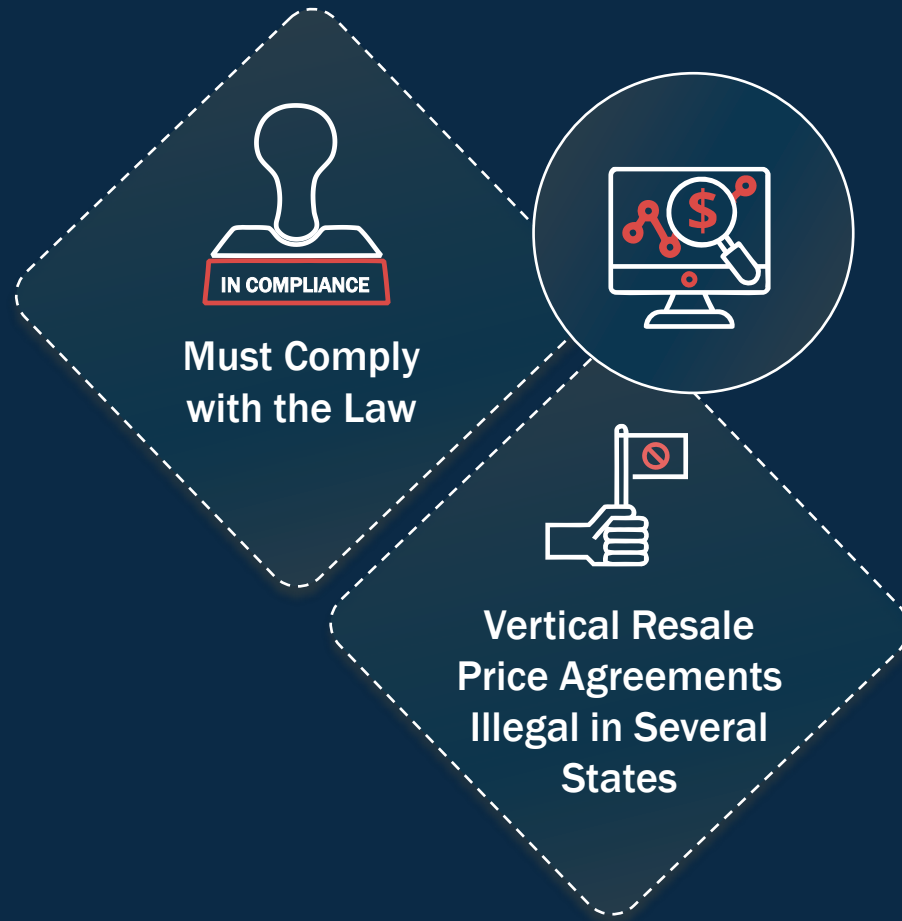 IN COMPLIANCE
Must Comply
with the Law
$
Vertical Resale
Price Agreements
Illegal in Several
States